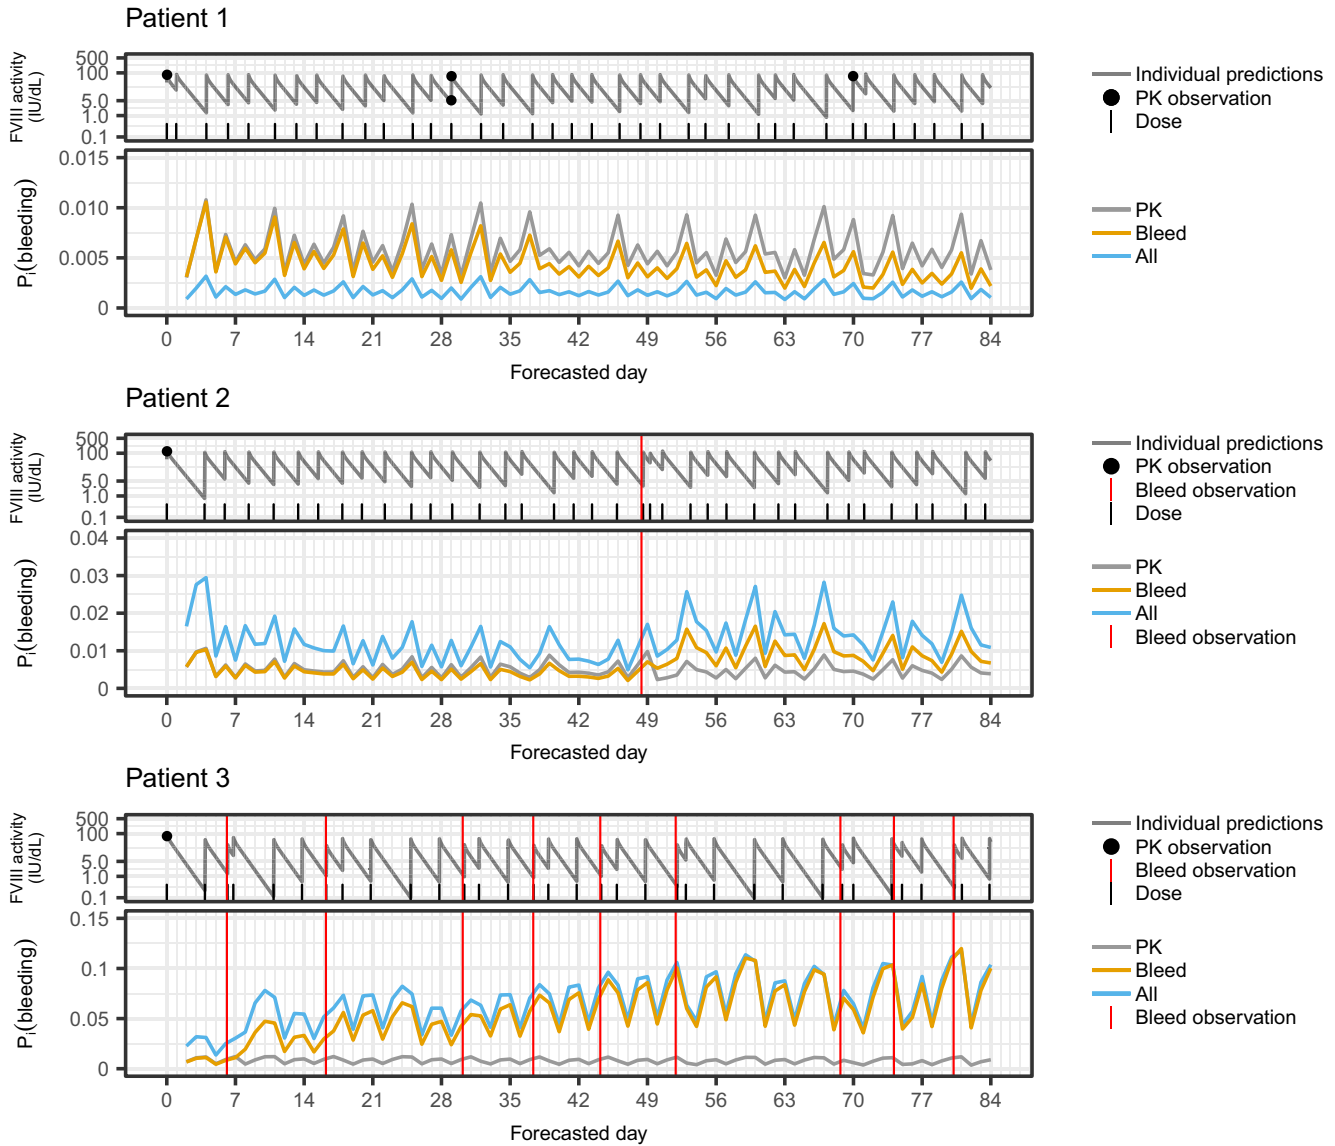 Patient 1
FVIII activity
(IU/dL)
500
100
5.0
1.0
0.1
Individual predictions
PK observation
Dose
Pi(bleeding)
0.015
0.010
0.005
0
PK
Bleed
All
0 7 14 21 28 35 42 49 56 63 70 77 84
Forecasted day
Patient 2
FVIII activity
(IU/dL)
500
100
5.0
1.0
0.1
Individual predictions
PK observation
Bleed observation
Dose
Pi(bleeding)
0.04
0.03
0.02
0.01
0
PK
Bleed
All
Bleed observation
0 7 14 21 28 35 42 49 56 63 70 77 84
Forecasted day
Patient 3
FVIII activity
(IU/dL)
500
100
5.0
1.0
0.1
Individual predictions
PK observation
Bleed observation
Dose
Pi(bleeding)
0.15
0.1
0.05
0
PK
Bleed
All
Bleed observation
0 7 14 21 28 35 42 49 56 63 70 77 84
Forecasted day